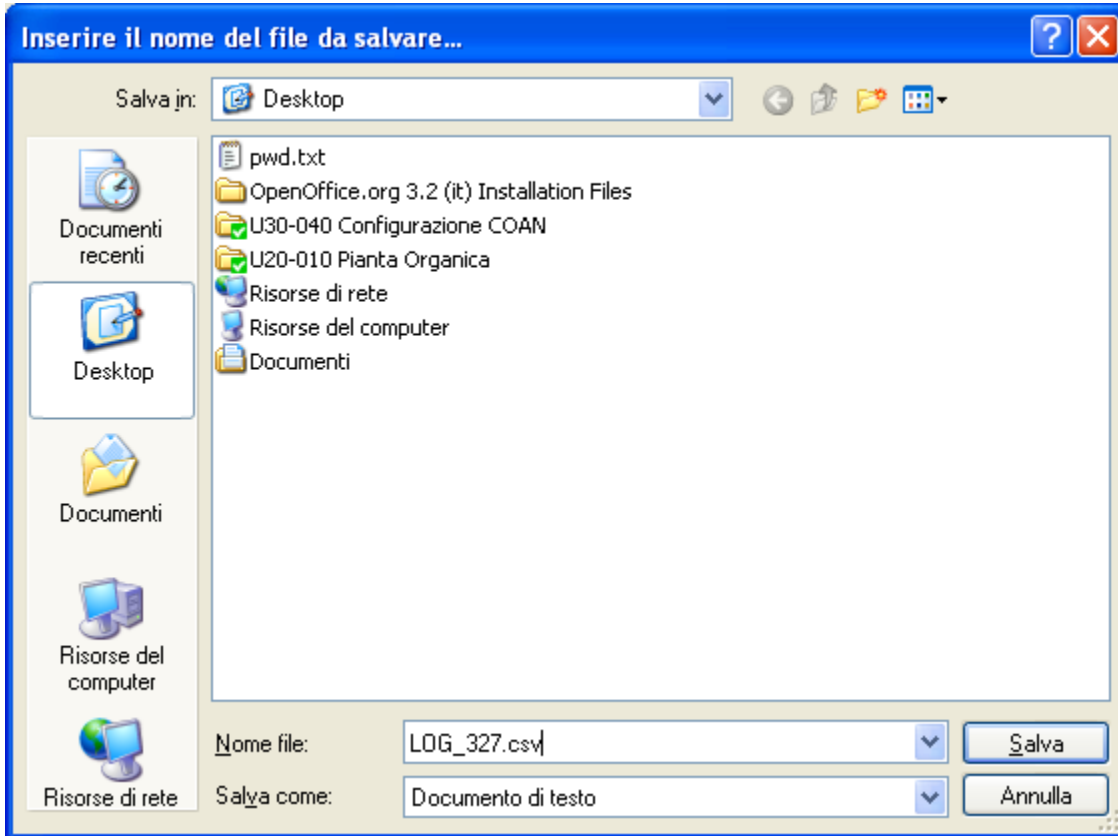 Inserire il nome del file da salvare...
Salva in: Desktop
Documenti
recenti
Desktop
Documenti
Risorse del
computer
Risorse di rete
pwd.txt
OpenOffice.org 3.2 (it) Installation Files
U30-040 Configurazione COAN
U20-010 Pianta Organica
Risorse di rete
Risorse del computer
Documenti
Nome file: LOG_327.csv Salva
Salva come: Documento di testo Annulla